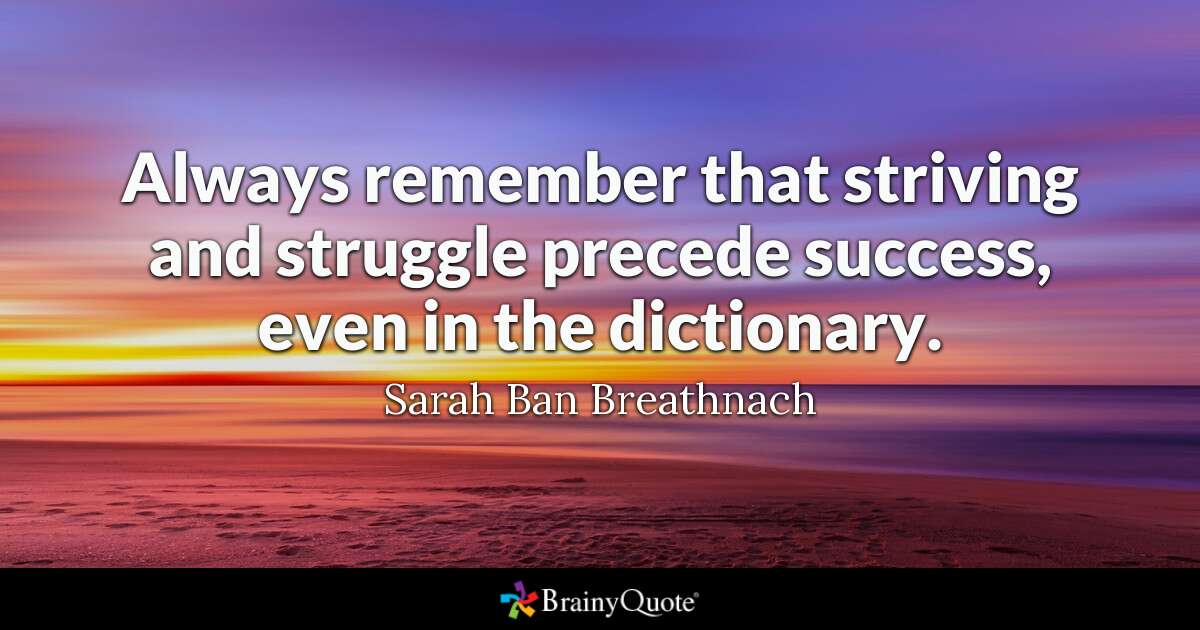 Always remember that striving
and struggle precede success,
even in the dictionary.
Sarah Ban Breathnach
BrainyQuote®